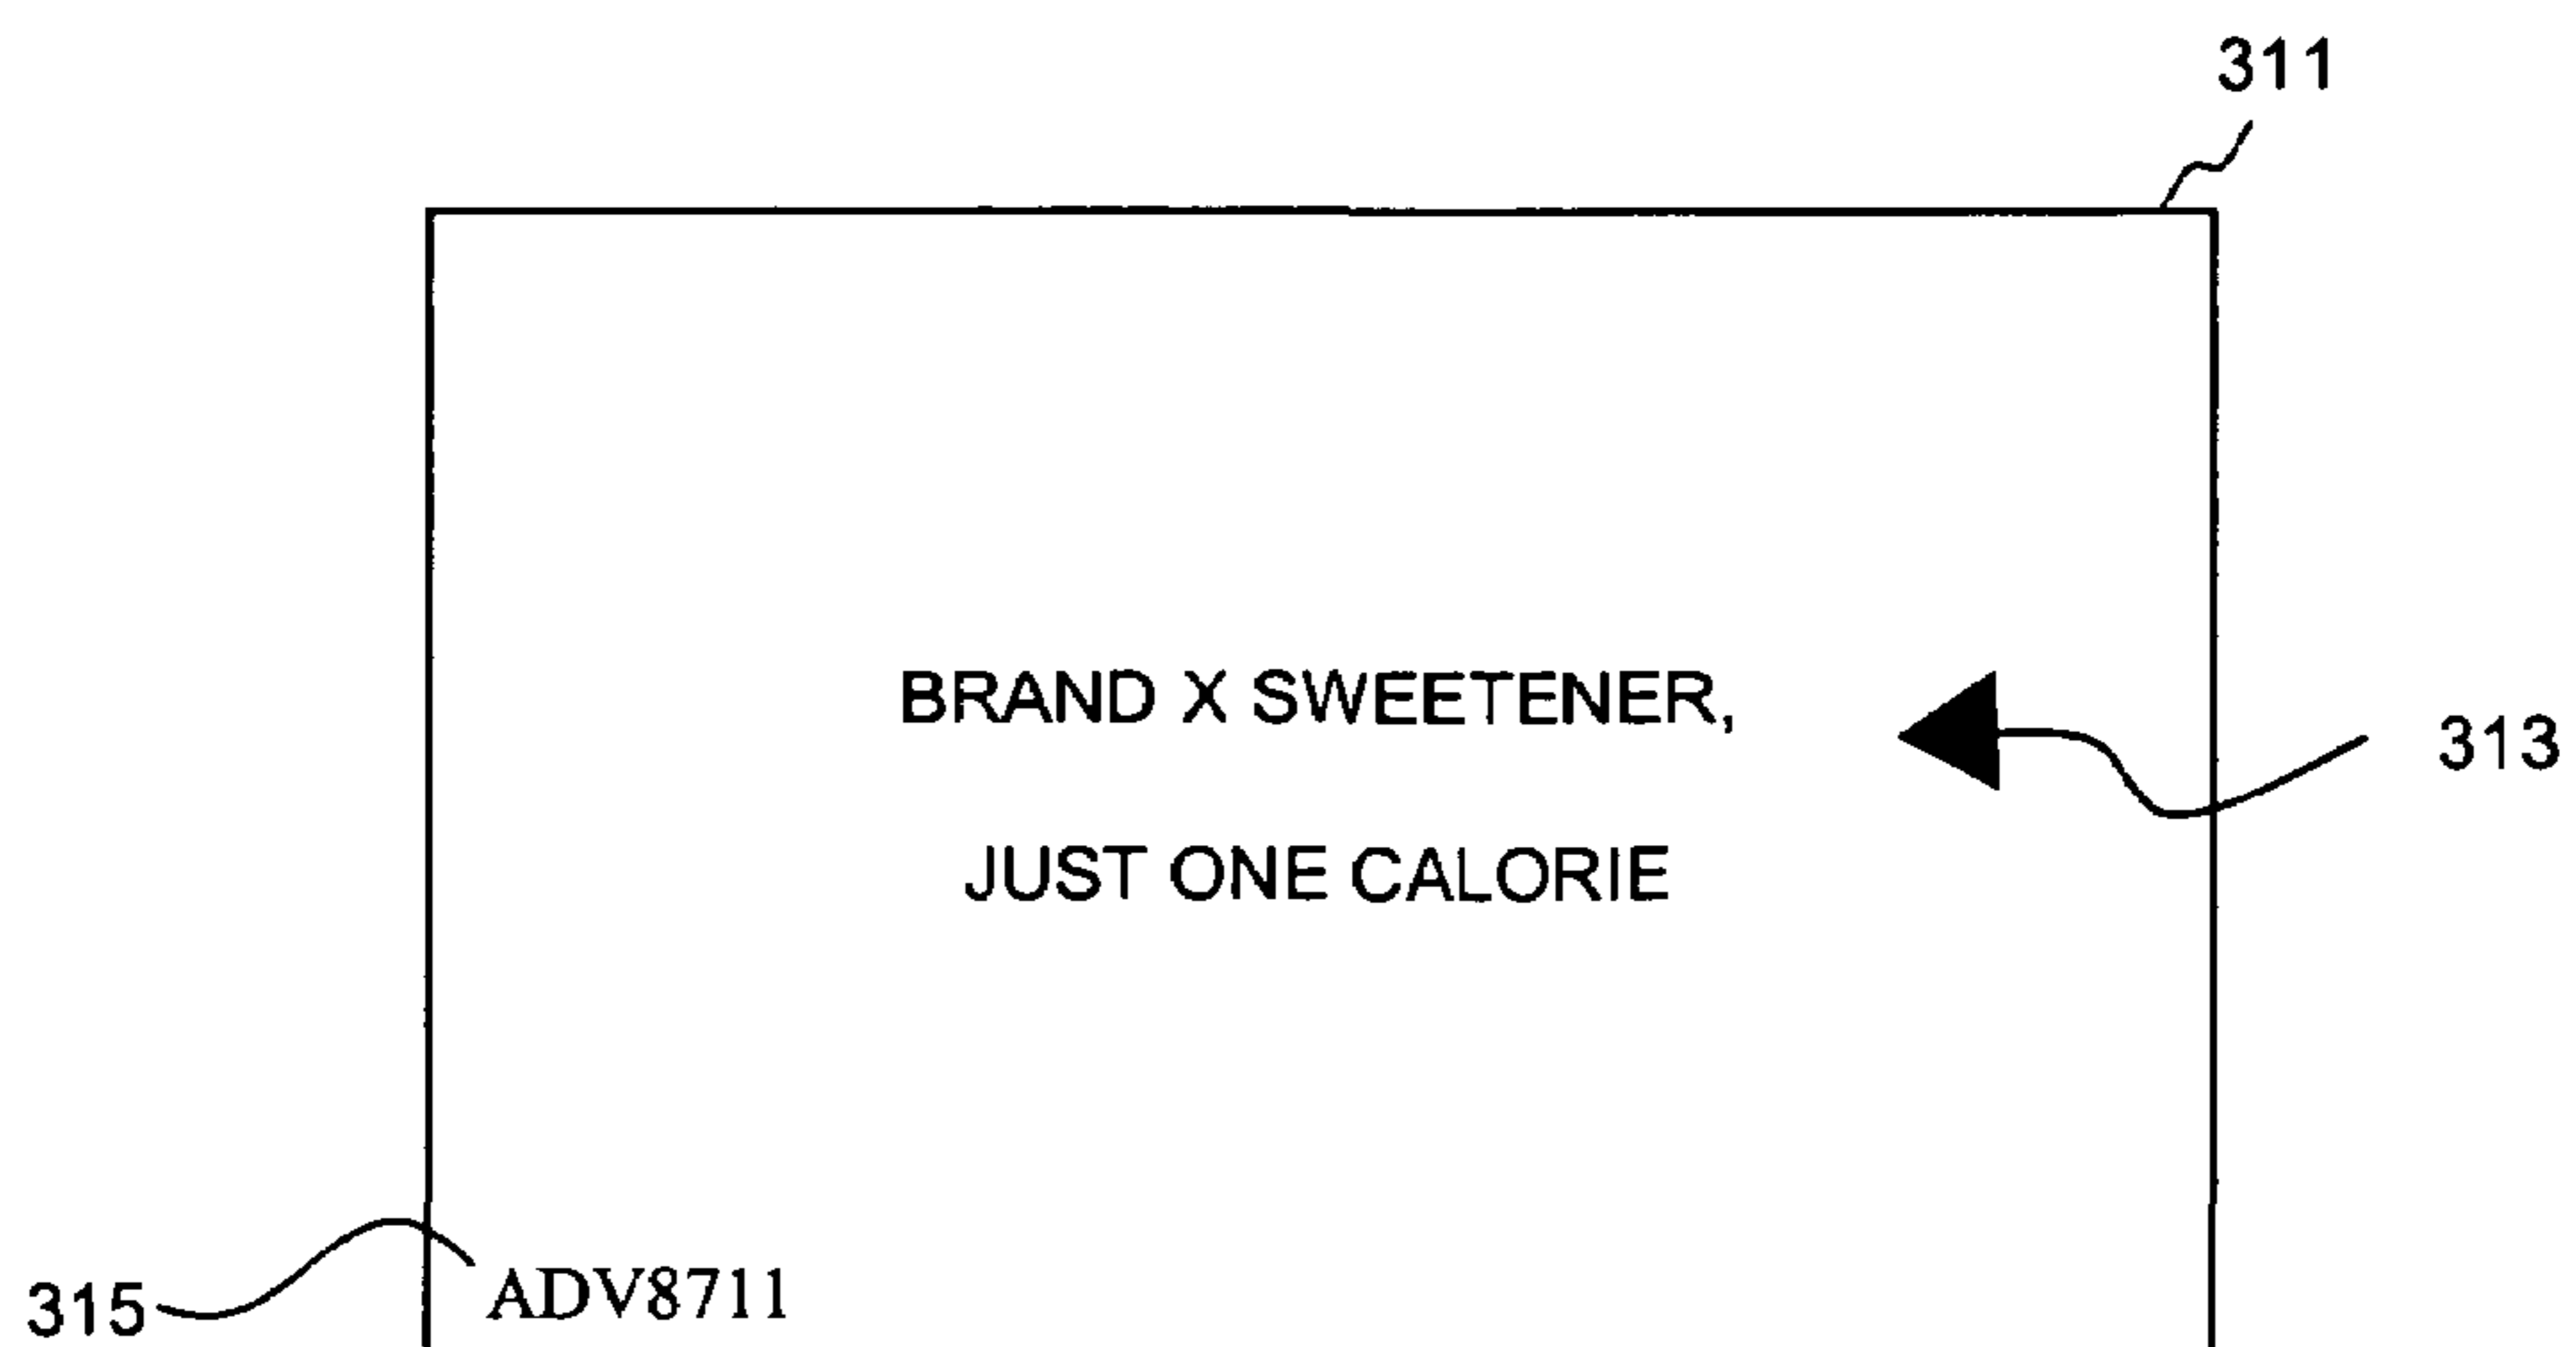 311
BRAND X SWEETENER,
313
JUST ONE CALORIE
315
ADV8711